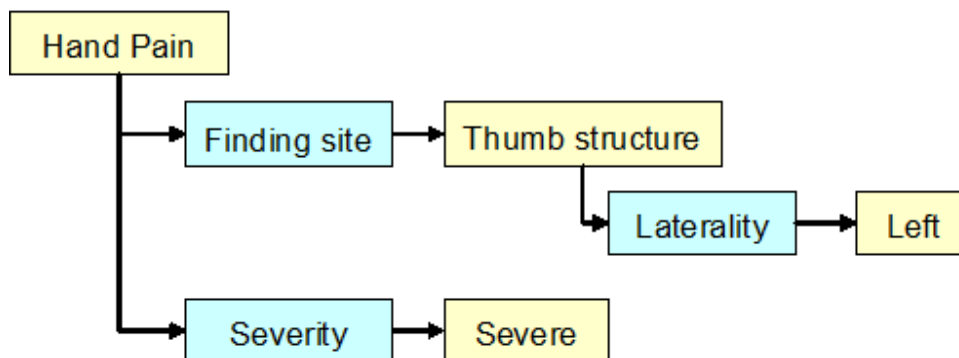 Hand Pain
Finding site
Thumb structure
Laterality
Left
Severity
Severe